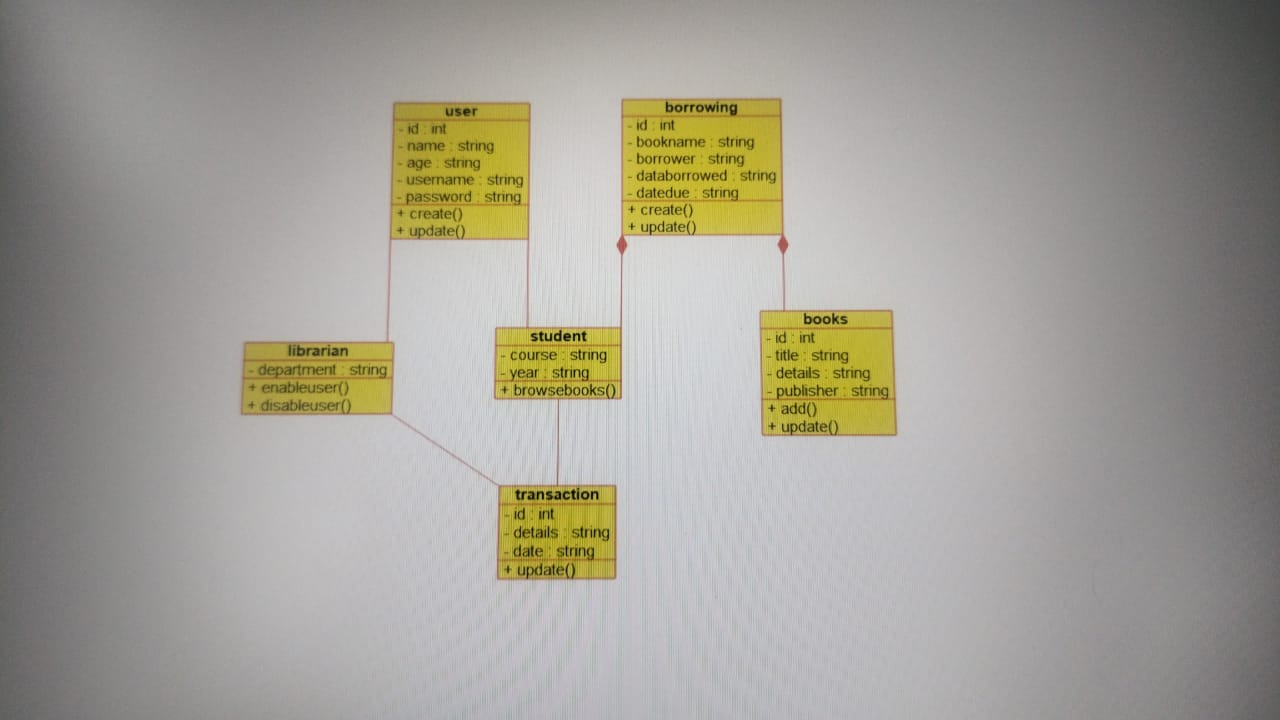 user
- id : int
- name : string
- age : string
- username : string
- password : string
+ create()
+ update()
borrowing
- id : int
- bookname : string
- borrower : string
- databorrowed : string
- datedue : string
+ create()
+ update()
librarian
- department : string
+ enableuser()
+ disableuser()
student
- course : string
- year : string
+ browsebooks()
books
- id : int
- title : string
- details : string
- publisher : string
+ add()
+ update()
transaction
- id : int
- details : string
- date : string
+ update()